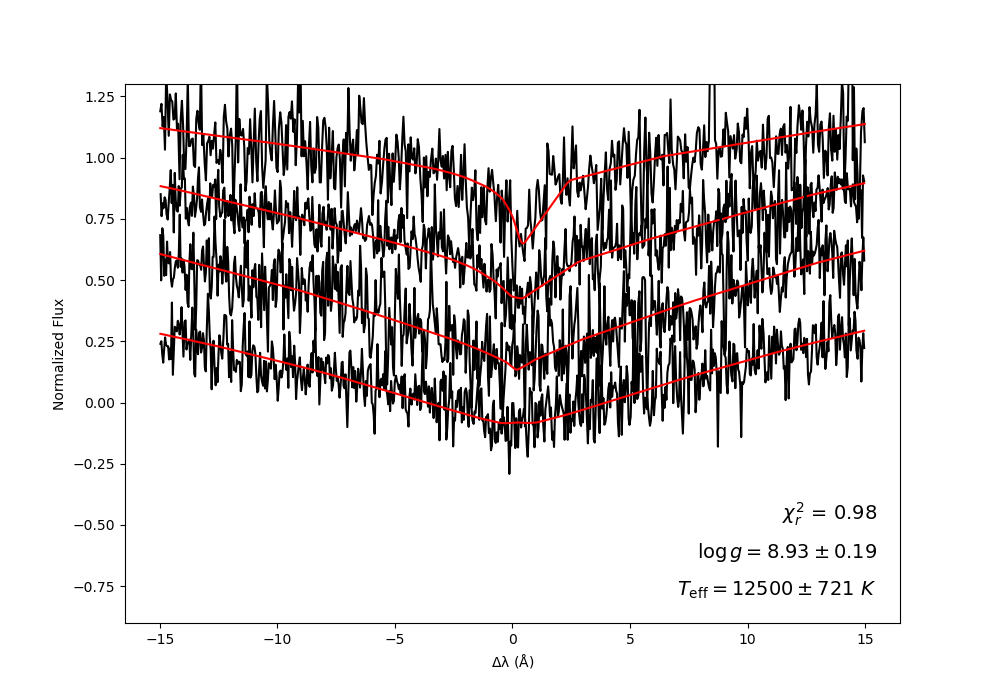 1.25
1.00
0.75
0.50
0.25
0.00
−0.25
−0.50
−0.75
Normalized Flux
χ²ᵣ = 0.98
log g = 8.93 ± 0.19
T_eff = 12500 ± 721 K
−15 −10 −5 0 5 10 15
Δλ (Å)